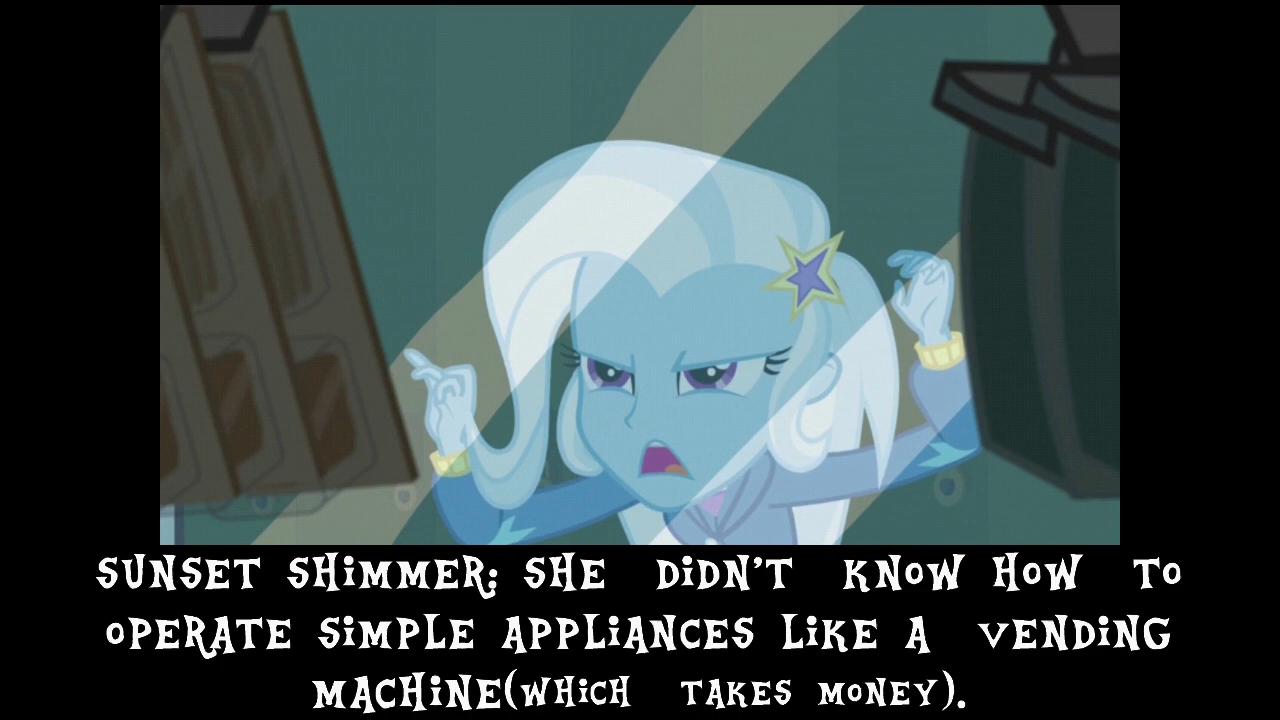 SUNSET SHiMMER: SHE DiDN'T KNOW HOW TO
OPERATE SiMPLE APPLiANCES LiKE A VENDiNG
MACHiNE(WHiCH TAKES MONEY).